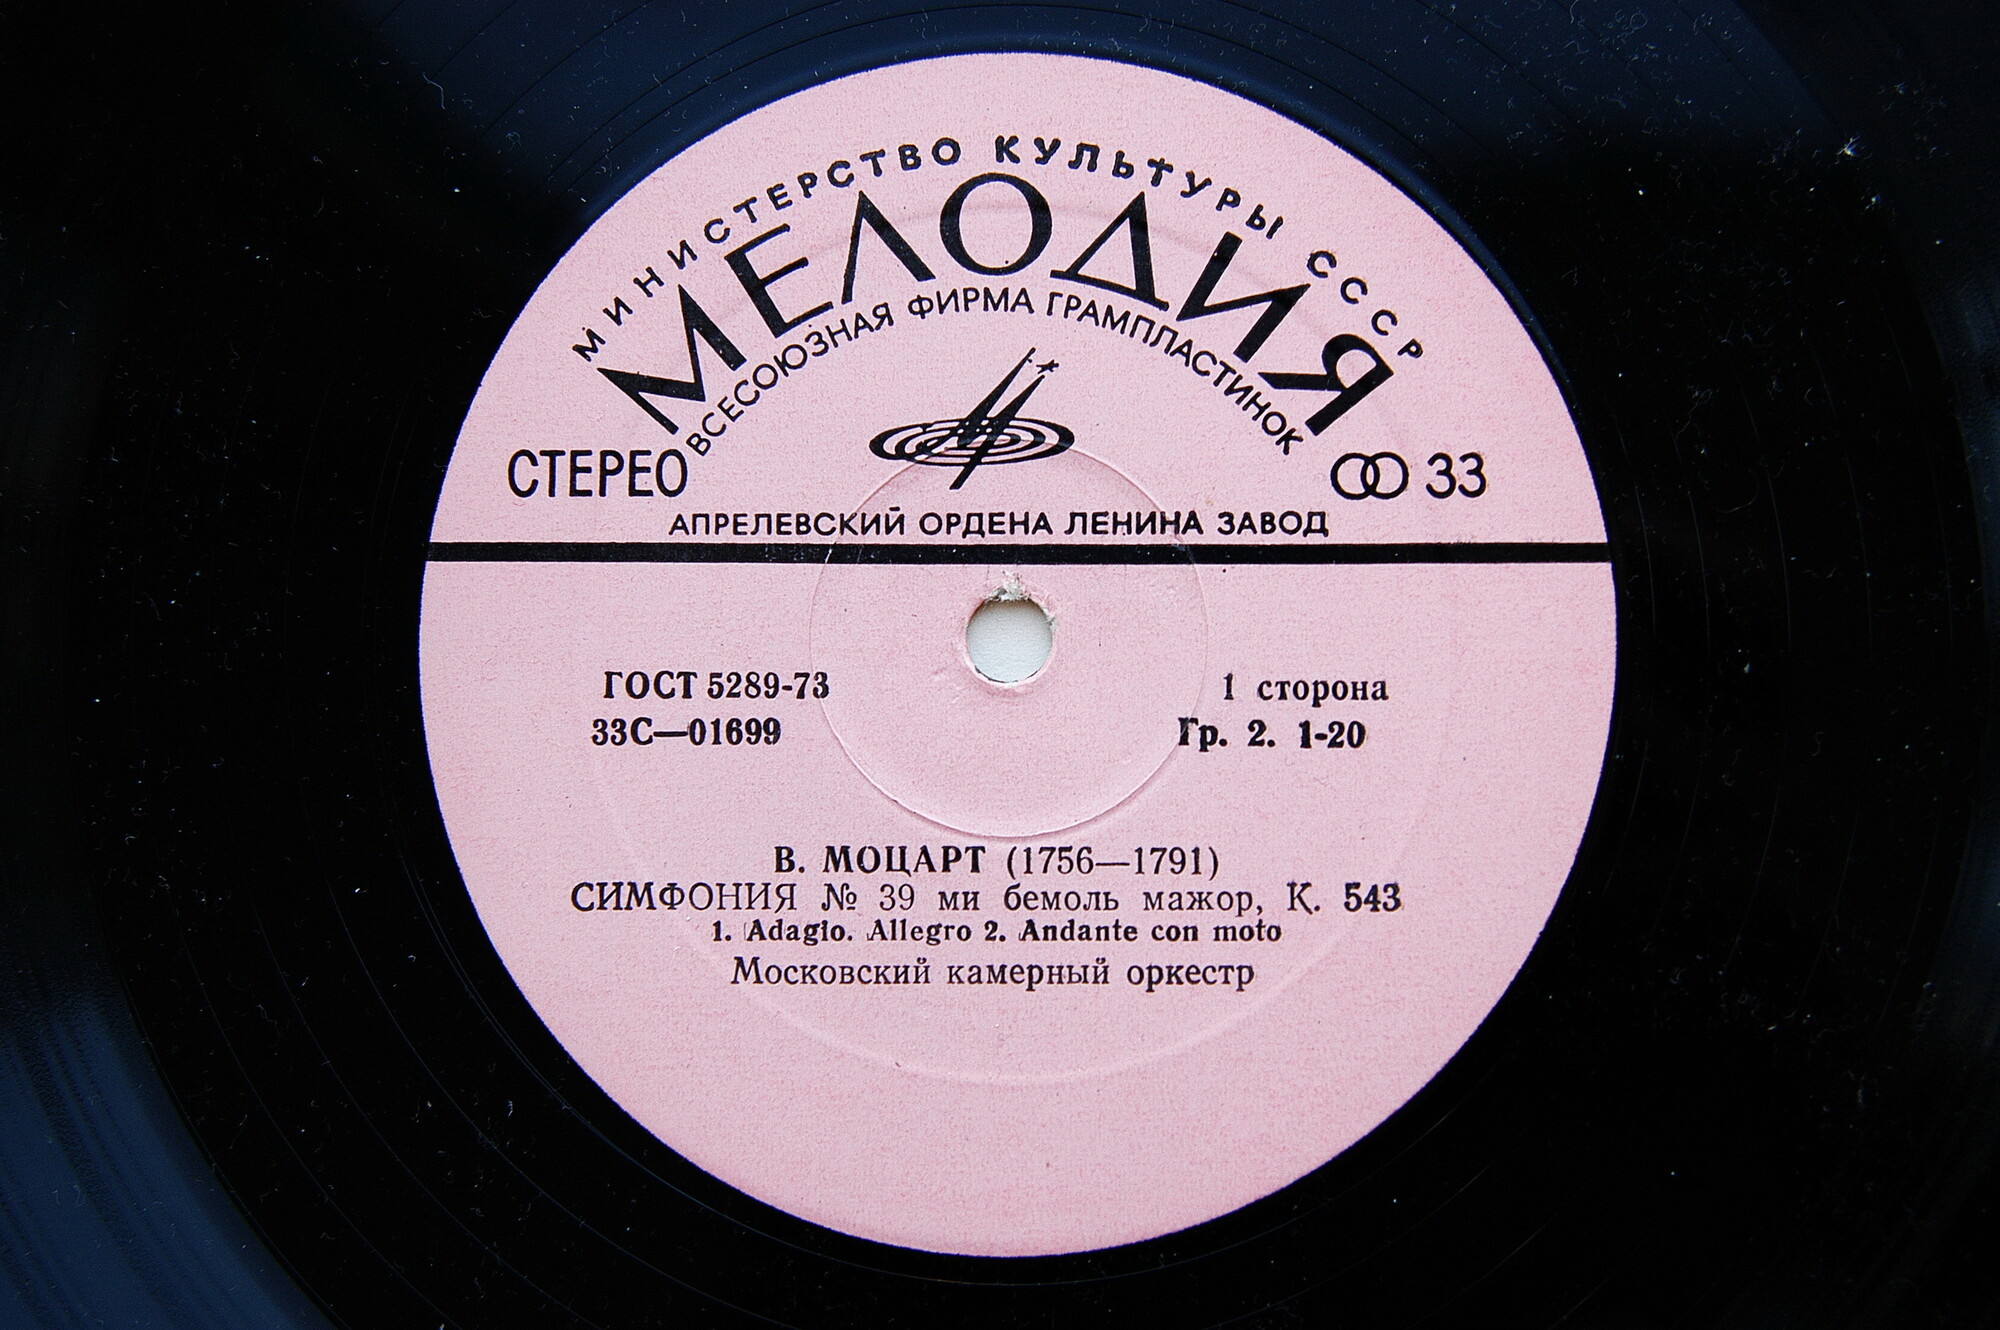 МИНИСТЕРСТВО КУЛЬТУРЫ СССР
МЕЛОДИЯ
ВСЕСОЮЗНАЯ ФИРМА ГРАМПЛАСТИНОК
СТЕРЕО
33
АПРЕЛЕВСКИЙ ОРДЕНА ЛЕНИНА ЗАВОД
ГОСТ 5289-73
33С—01699
1 сторона
Гр. 2. 1-20
В. МОЦАРТ (1756—1791)
СИМФОНИЯ № 39 ми бемоль мажор, К. 543
1. Adagio. Allegro 2. Andante con moto
Московский камерный оркестр